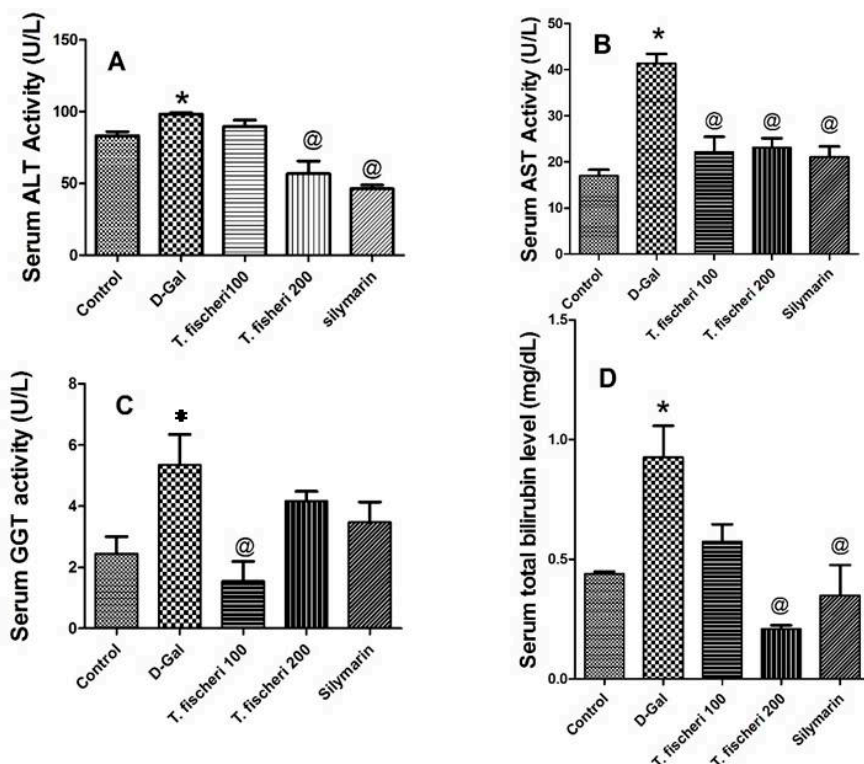 A
Serum ALT Activity (U/L)
150
100
50
0
*
@
@
Control
D-Gal
T. fischeri100
T. fisheri 200
silymarin
B
Serum AST Activity (U/L)
50
40
30
20
10
0
*
@
@
@
Control
D-Gal
T. fischeri 100
T. fischeri 200
Silymarin
C
Serum GGT activity (U/L)
8
6
4
2
0
*
@
Control
D-Gal
T. fischeri 100
T. fischeri 200
Silymarin
D
Serum total bilirubin level (mg/dL)
1.5
1.0
0.5
0.0
*
@
@
Control
D-Gal
T. fischeri 100
T. fischeri 200
Silymarin